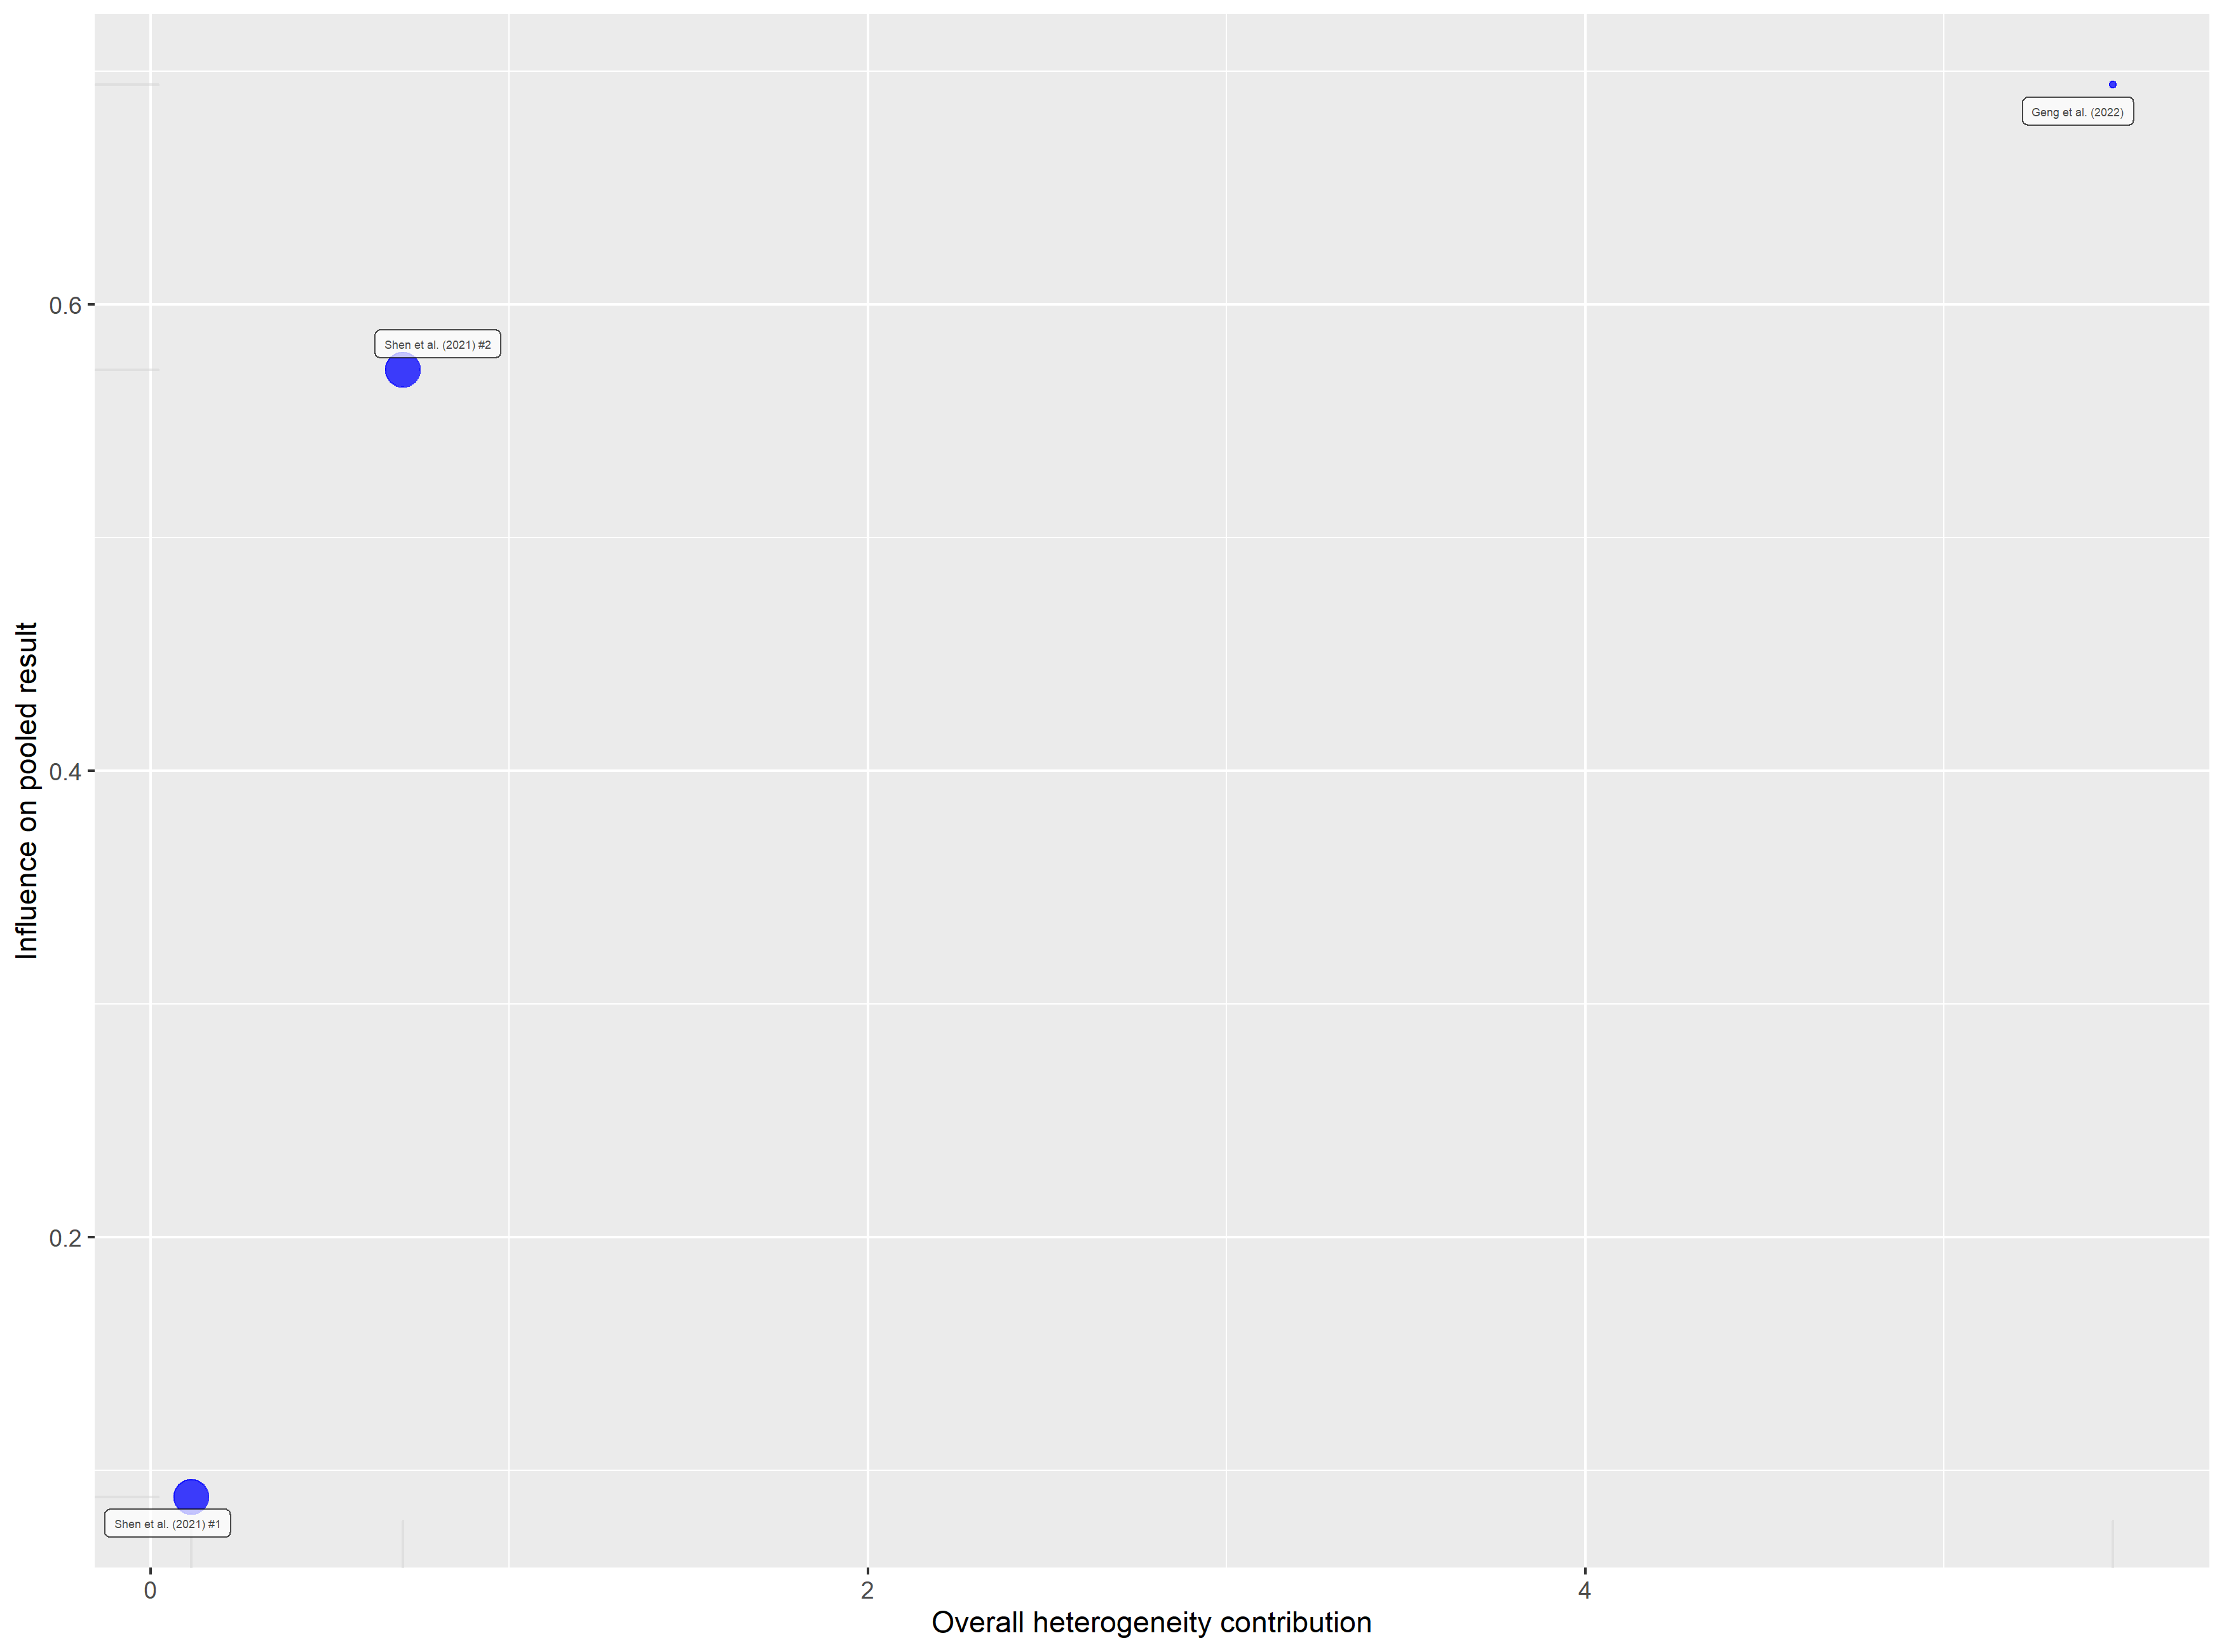 Geng et al. (2022)
0.6
Shen et al. (2021) #2
Influence on pooled result
0.4
0.2
Shen et al. (2021) #1
0
2
4
Overall heterogeneity contribution